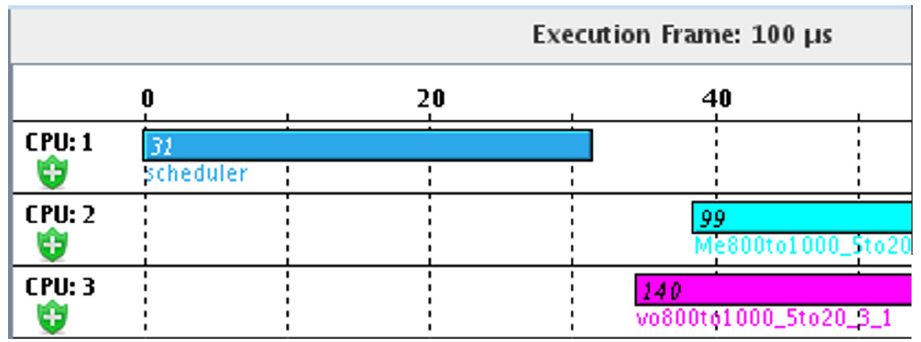 Execution Frame: 100 µs
0 20 40
CPU: 1
31
scheduler
CPU: 2
99
Me800to1000_5to20
CPU: 3
140
vo800to1000_5to20_3_1